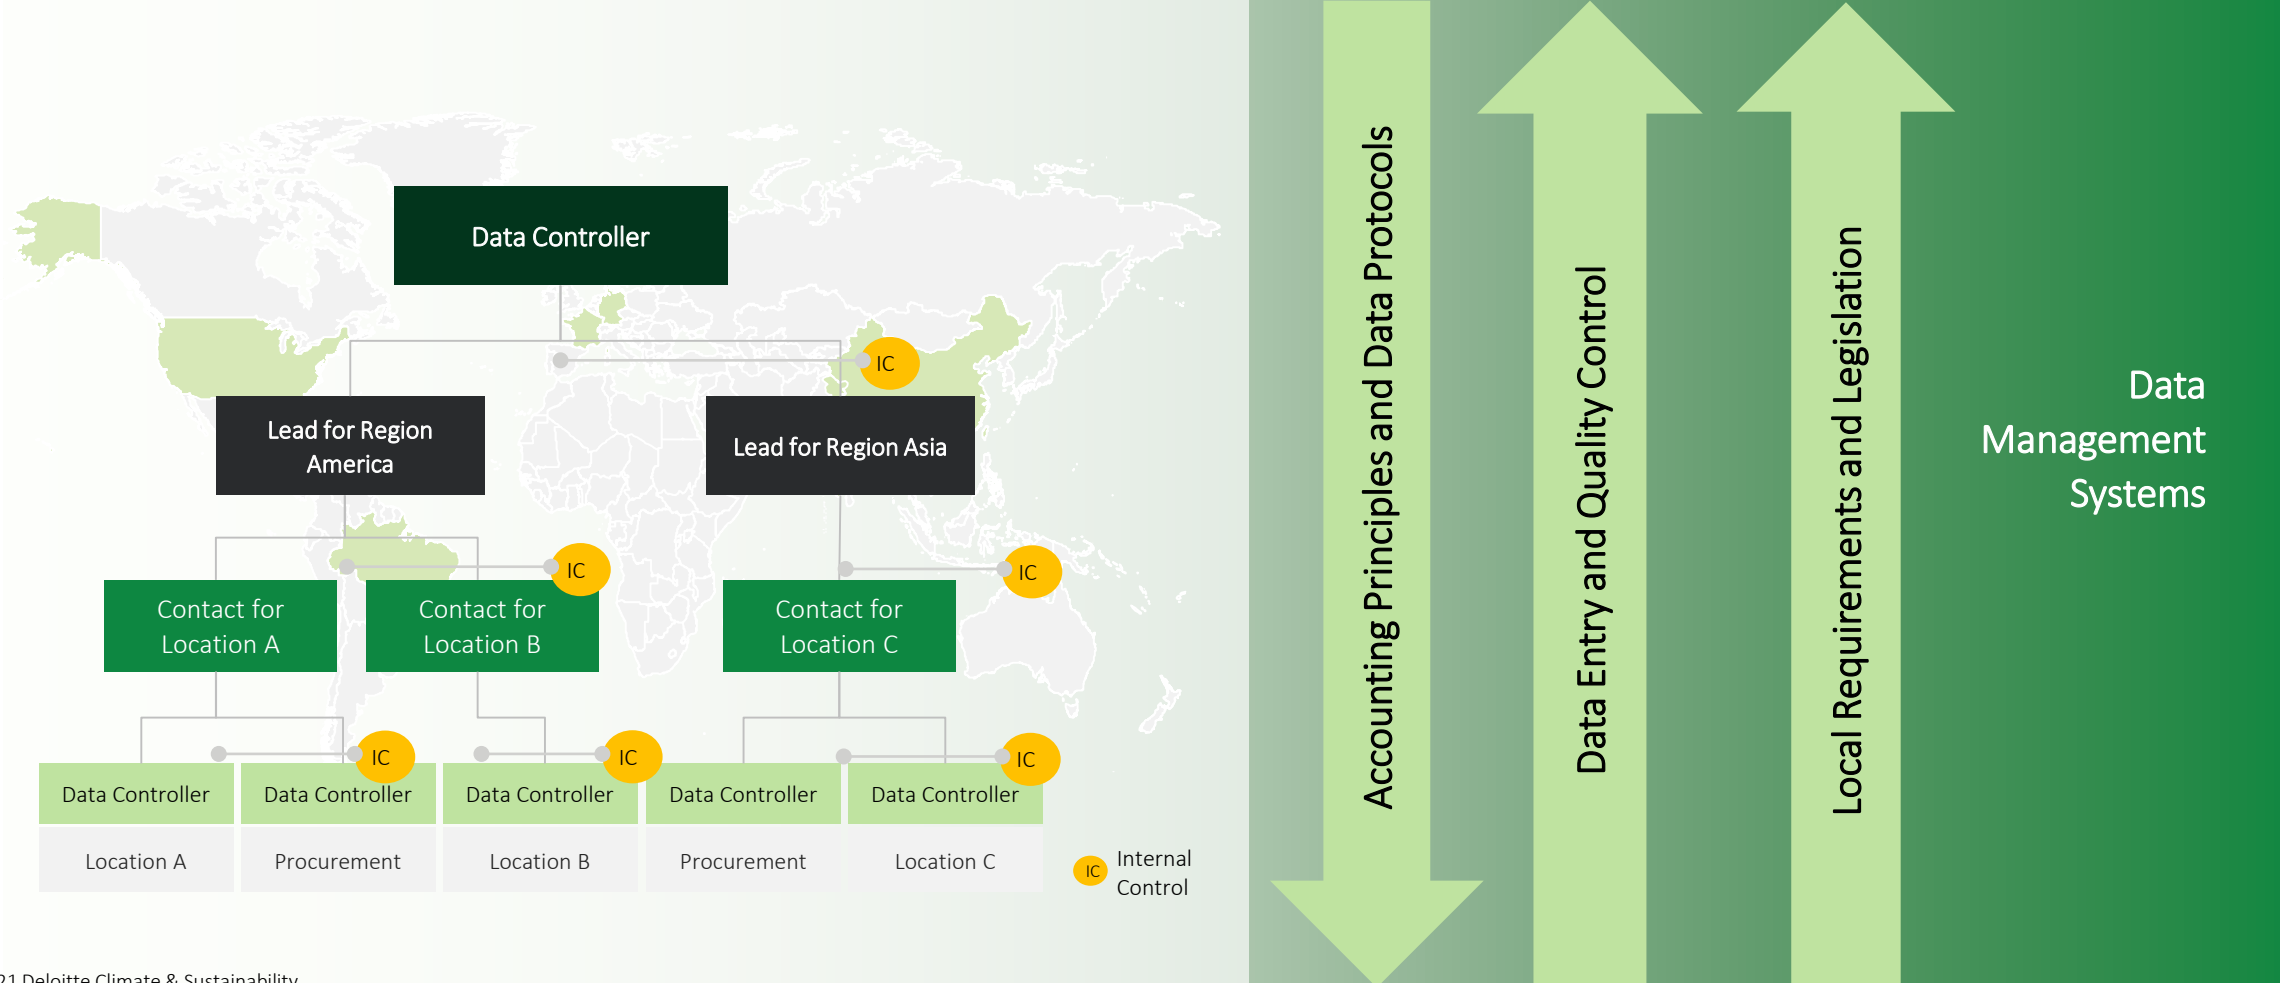 Data Controller
IC
Lead for Region
America
Lead for Region Asia
IC
IC
Contact for
Location A
Contact for
Location B
Contact for
Location C
IC
IC
IC
Data Controller
Data Controller
Data Controller
Data Controller
Data Controller
Location A
Procurement
Location B
Procurement
Location C
IC
Internal
Control
Accounting Principles and Data Protocols
Data Entry and Quality Control
Local Requirements and Legislation
Data
Management
Systems
21 Deloitte Climate & Sustainability